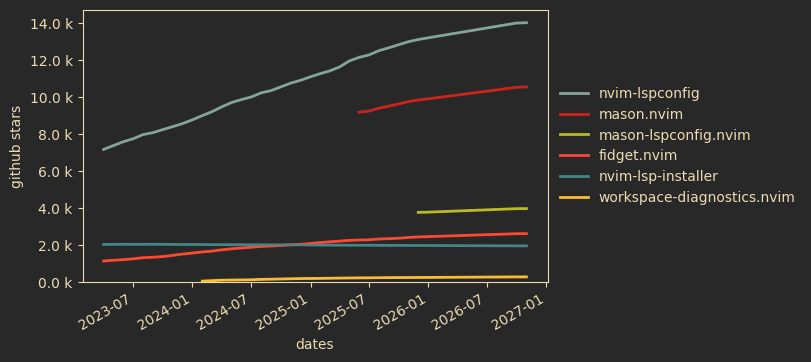 14.0 k
12.0 k
10.0 k
8.0 k
6.0 k
4.0 k
2.0 k
0.0 k
github stars
2023-07
2024-01
2024-07
2025-01
2025-07
2026-01
2026-07
2027-01
dates
nvim-lspconfig
mason.nvim
mason-lspconfig.nvim
fidget.nvim
nvim-lsp-installer
workspace-diagnostics.nvim